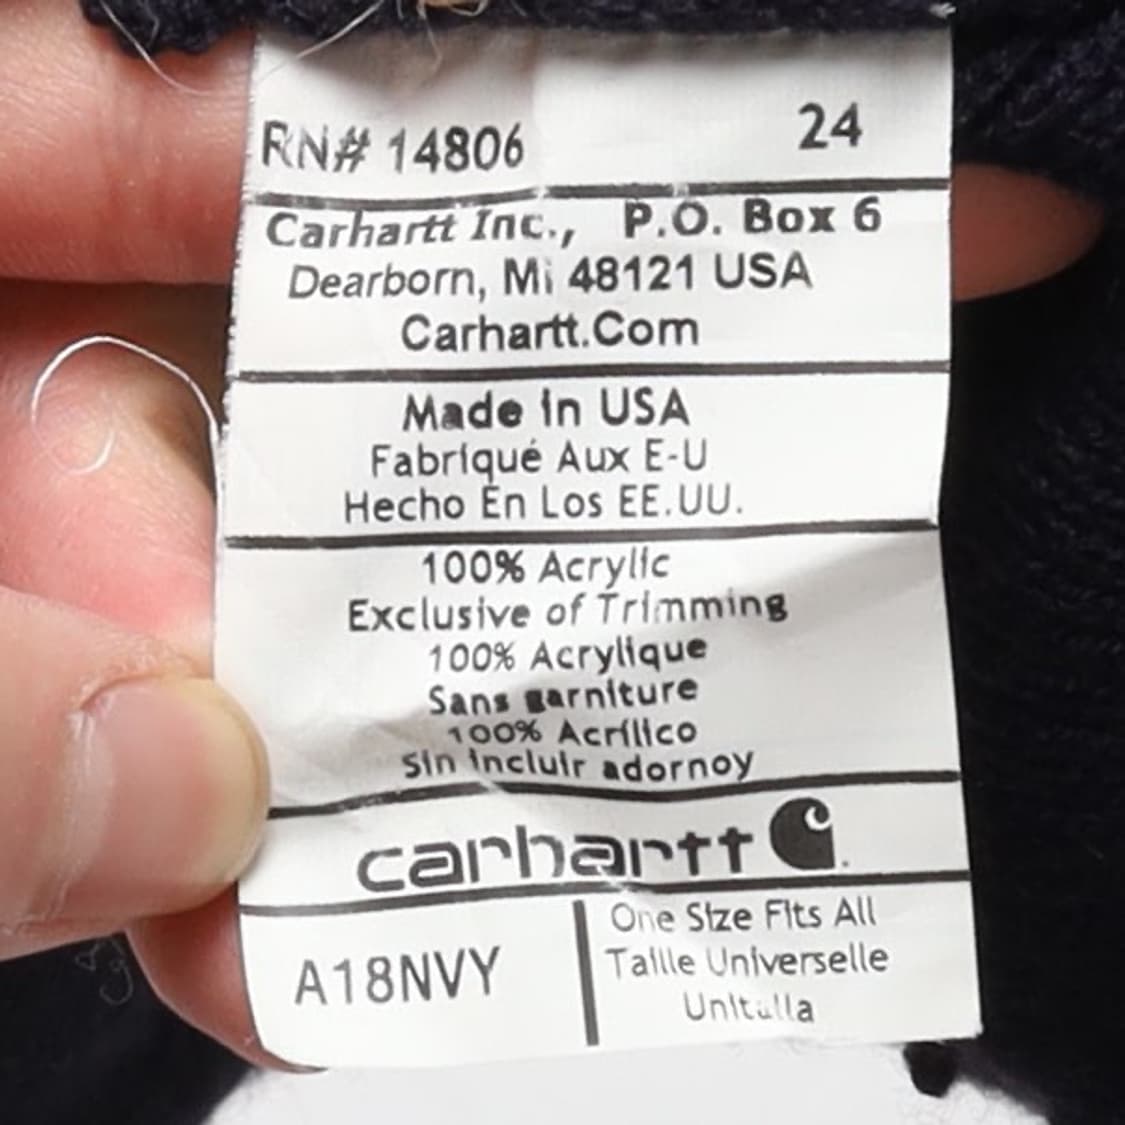 RN# 14806 24
Carhartt Inc., P.O. Box 6
Dearborn, Mi 48121 USA
Carhartt.Com
Made in USA
Fabriqué Aux E-U
Hecho En Los EE.UU.
100% Acrylic
Exclusive of Trimming
100% Acrylique
Sans garniture
100% Acrílico
Sin incluir adornoy
carhartt
A18NVY
One Size Fits All
Taille Universelle
Unitalla